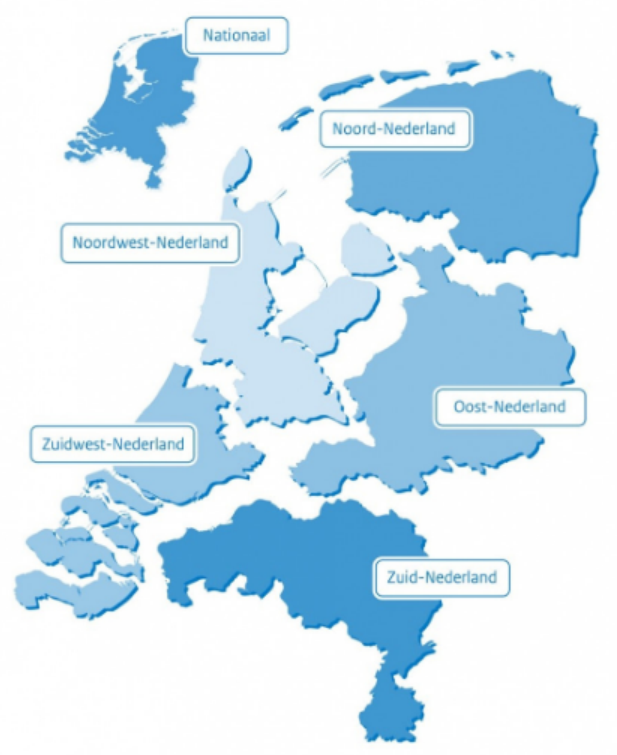 Nationaal
Noord-Nederland
Noordwest-Nederland
Oost-Nederland
Zuidwest-Nederland
Zuid-Nederland